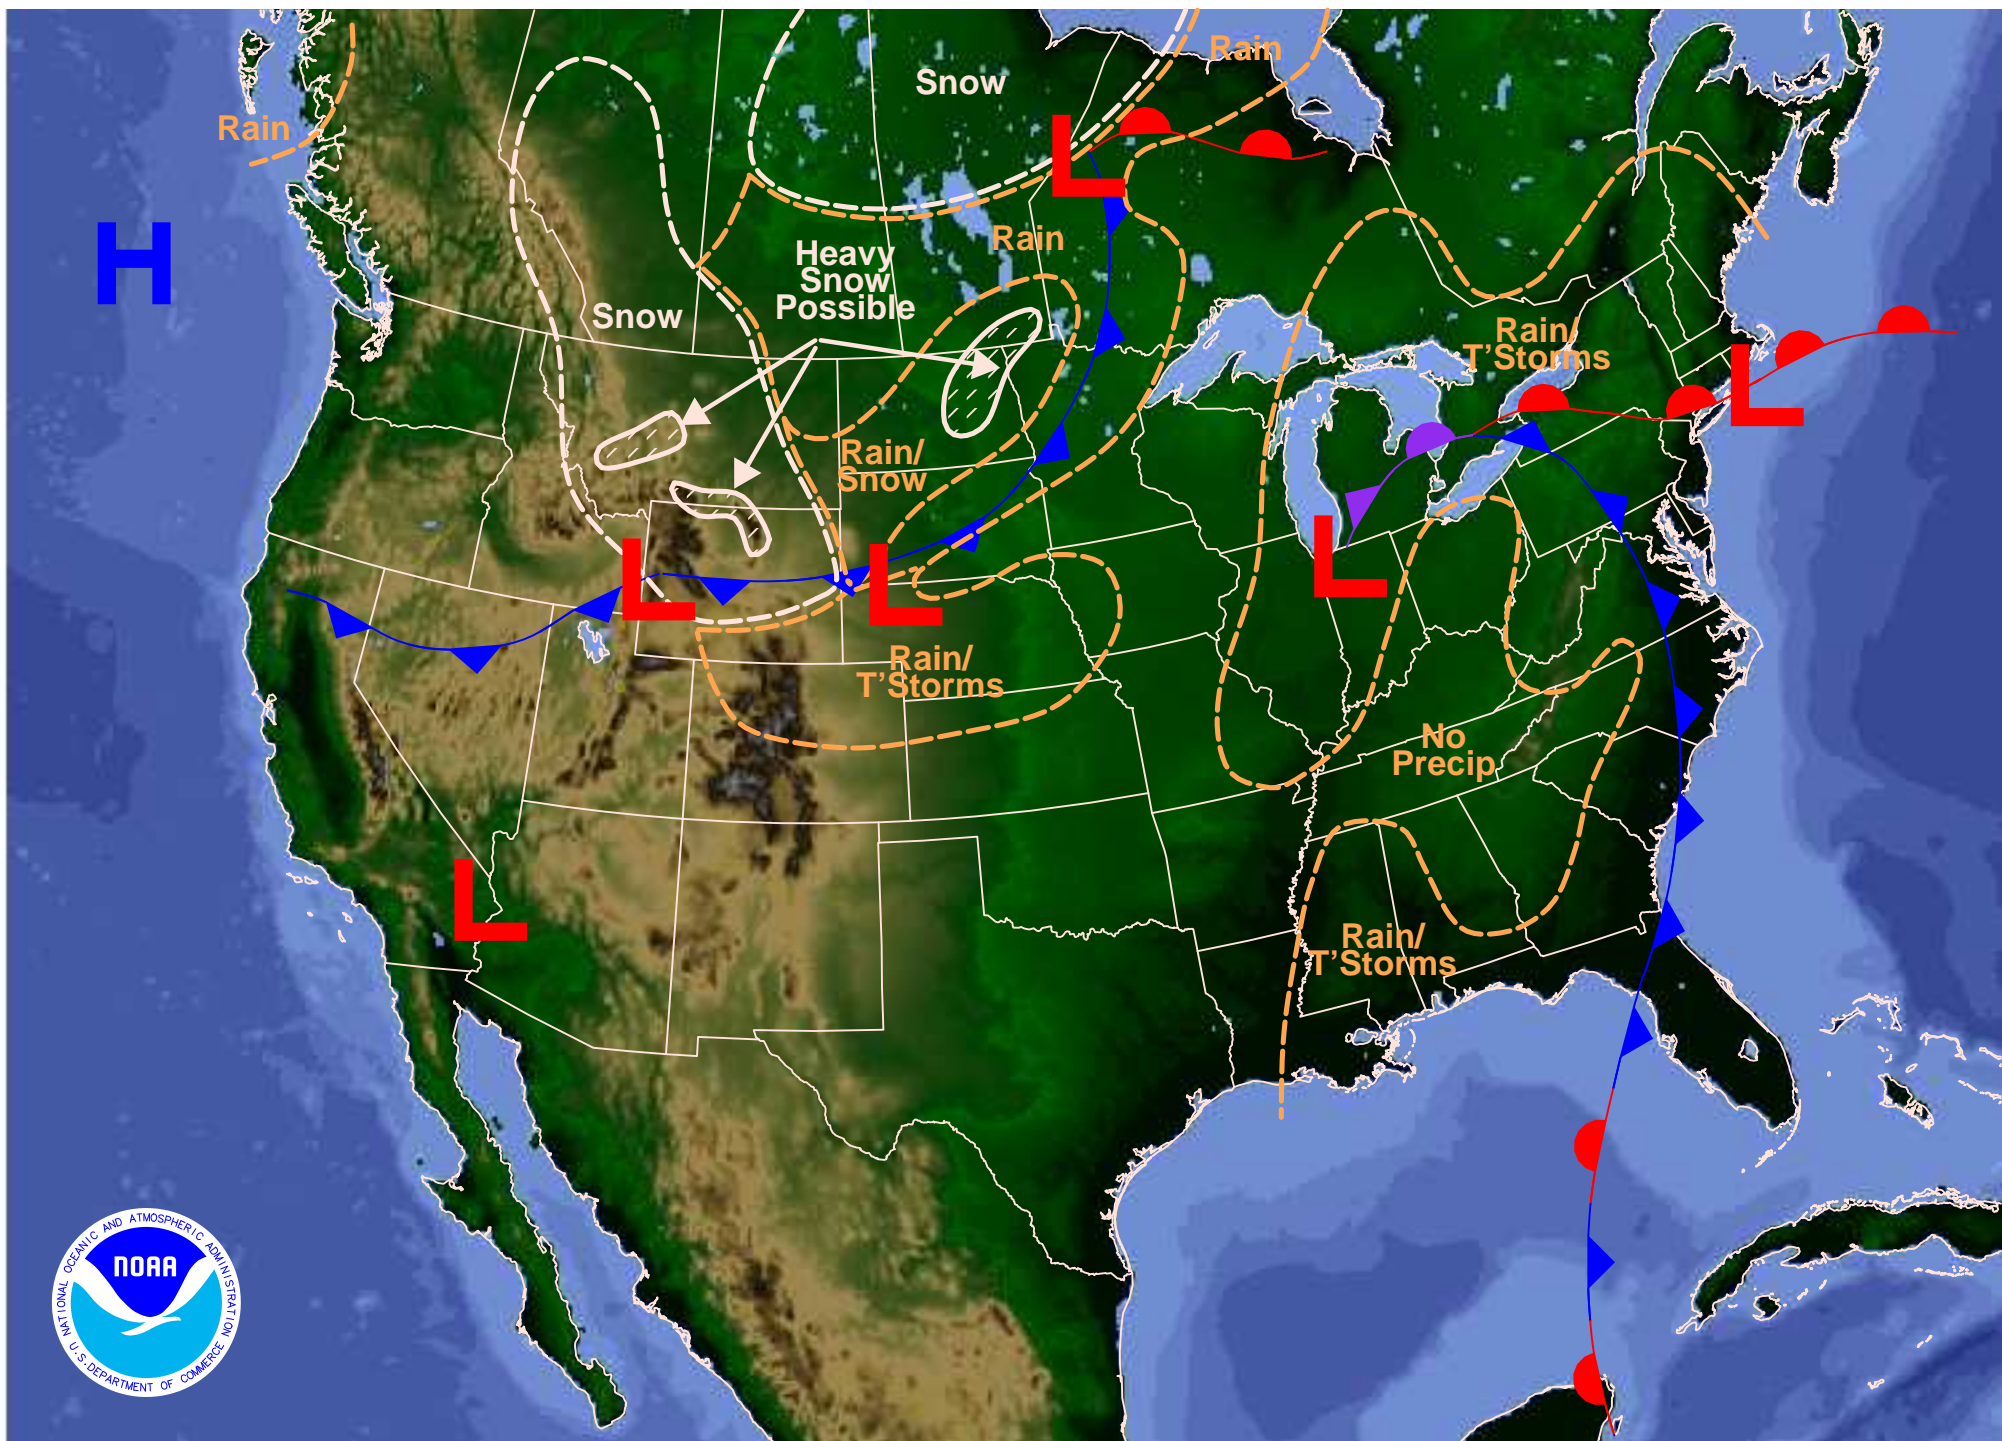 Rain
Snow
Rain
H
L
Rain
Heavy
Snow
Possible
Snow
Rain/
T'Storms
L
Rain/
Snow
L
L
L
Rain/
T'Storms
No
Precip
L
Rain/
T'Storms
NATIONAL OCEANIC AND ATMOSPHERIC ADMINISTRATION
NOAA
U.S. DEPARTMENT OF COMMERCE